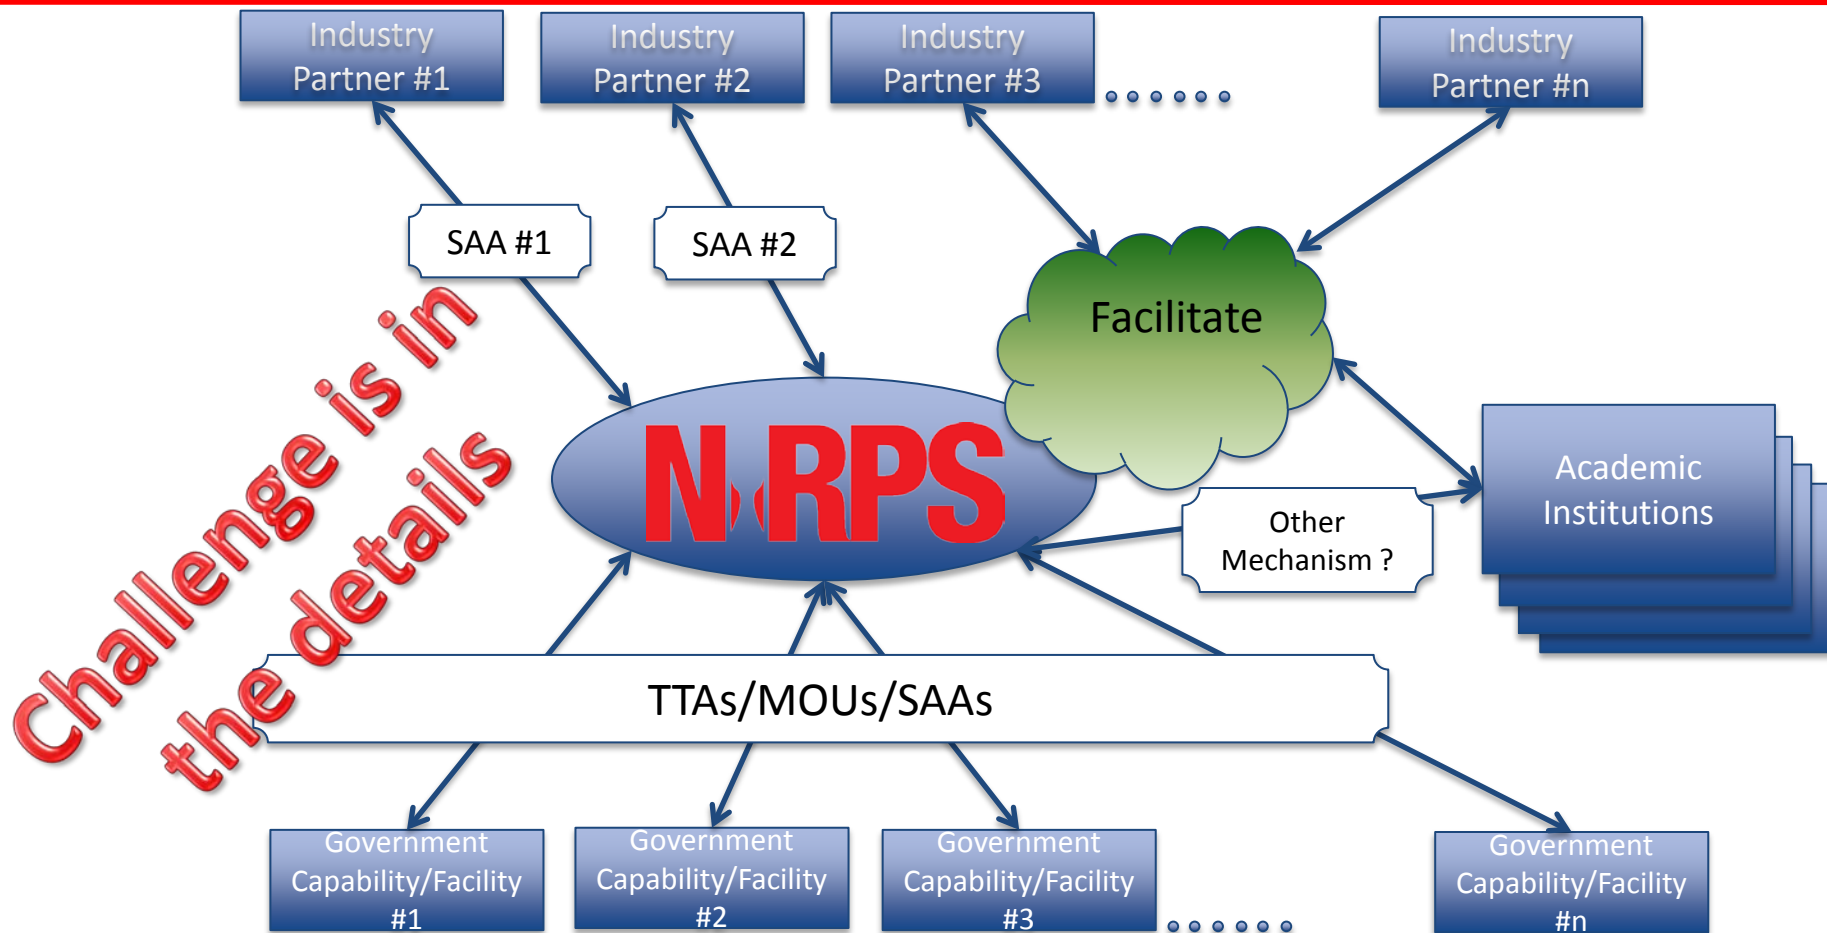 Industry
Partner #1
Industry
Partner #2
Industry
Partner #3
Industry
Partner #n
SAA #1
SAA #2
Facilitate
Challenge is in
the details
NIRPS
Academic
Institutions
Other
Mechanism ?
TTAs/MOUs/SAAs
Government
Capability/Facility
#1
Government
Capability/Facility
#2
Government
Capability/Facility
#3
Government
Capability/Facility
#n